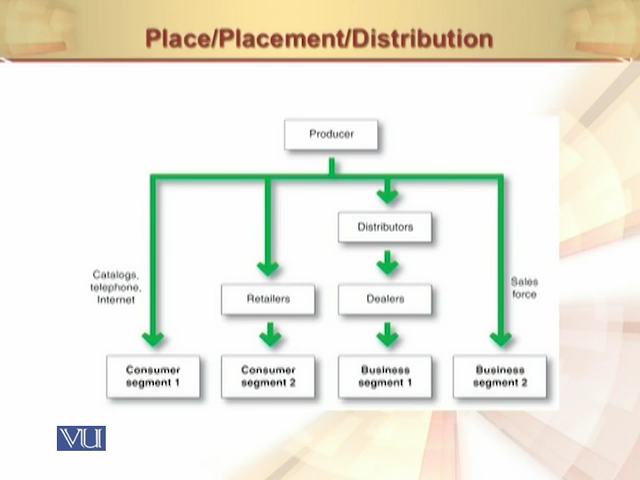 Place/Placement/Distribution
Producer
Distributors
Catalogs,
telephone,
Internet
Sales
force
Retailers
Dealers
Consumer
segment 1
Consumer
segment 2
Business
segment 1
Business
segment 2
VU